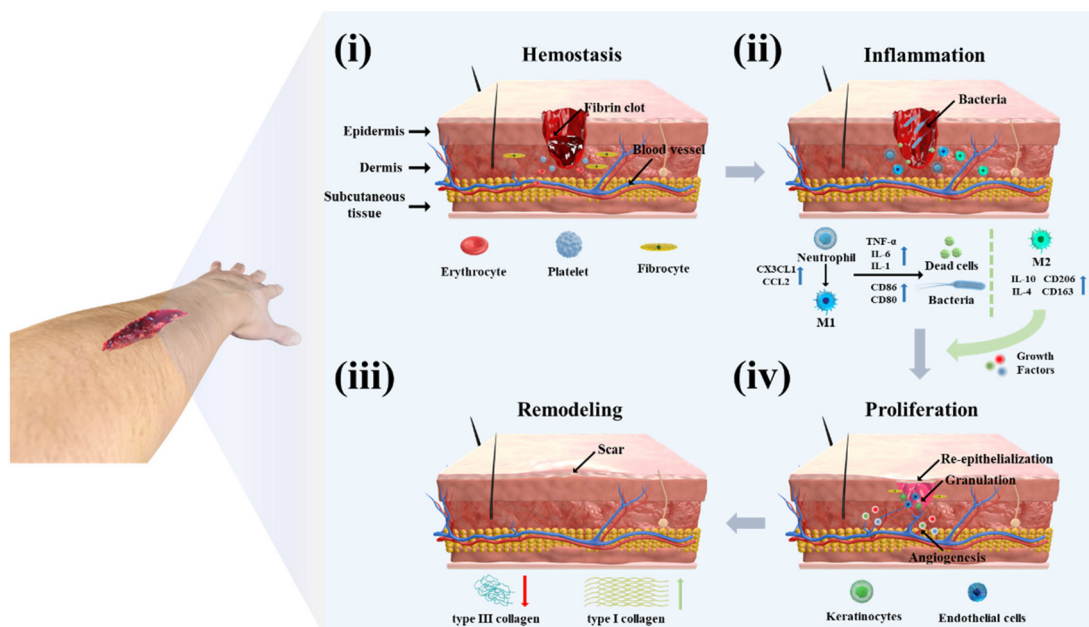 (i)
Hemostasis
Fibrin clot
Epidermis
Blood vessel
Dermis
Subcutaneous
tissue
Erythrocyte
Platelet
Fibrocyte
(ii)
Inflammation
Bacteria
Neutrophil
CX3CL1
CCL2
M1
TNF-α
IL-6
IL-1
CD86
CD80
Dead cells
Bacteria
M2
IL-10 CD206
IL-4 CD163
Growth
Factors
(iii)
Remodeling
Scar
type III collagen
type I collagen
(iv)
Proliferation
Re-epithelialization
Granulation
Angiogenesis
Keratinocytes
Endothelial cells